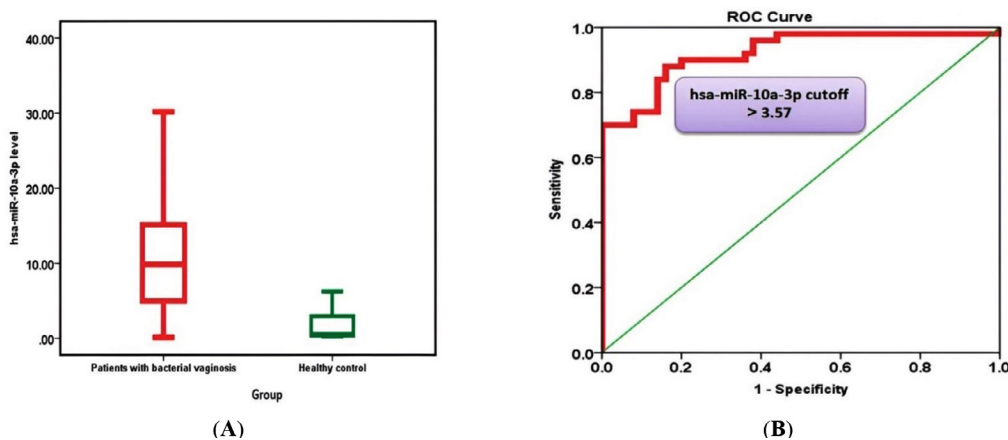 40.00
30.00
20.00
10.00
.00
hsa-miR-10a-3p level
Patients with bacterial vaginosis
Healthy control
Group
(A)
ROC Curve
1.0
0.8
0.6
0.4
0.2
0.0
Sensitivity
hsa-miR-10a-3p cutoff
> 3.57
0.0 0.2 0.4 0.6 0.8 1.0
1 - Specificity
(B)